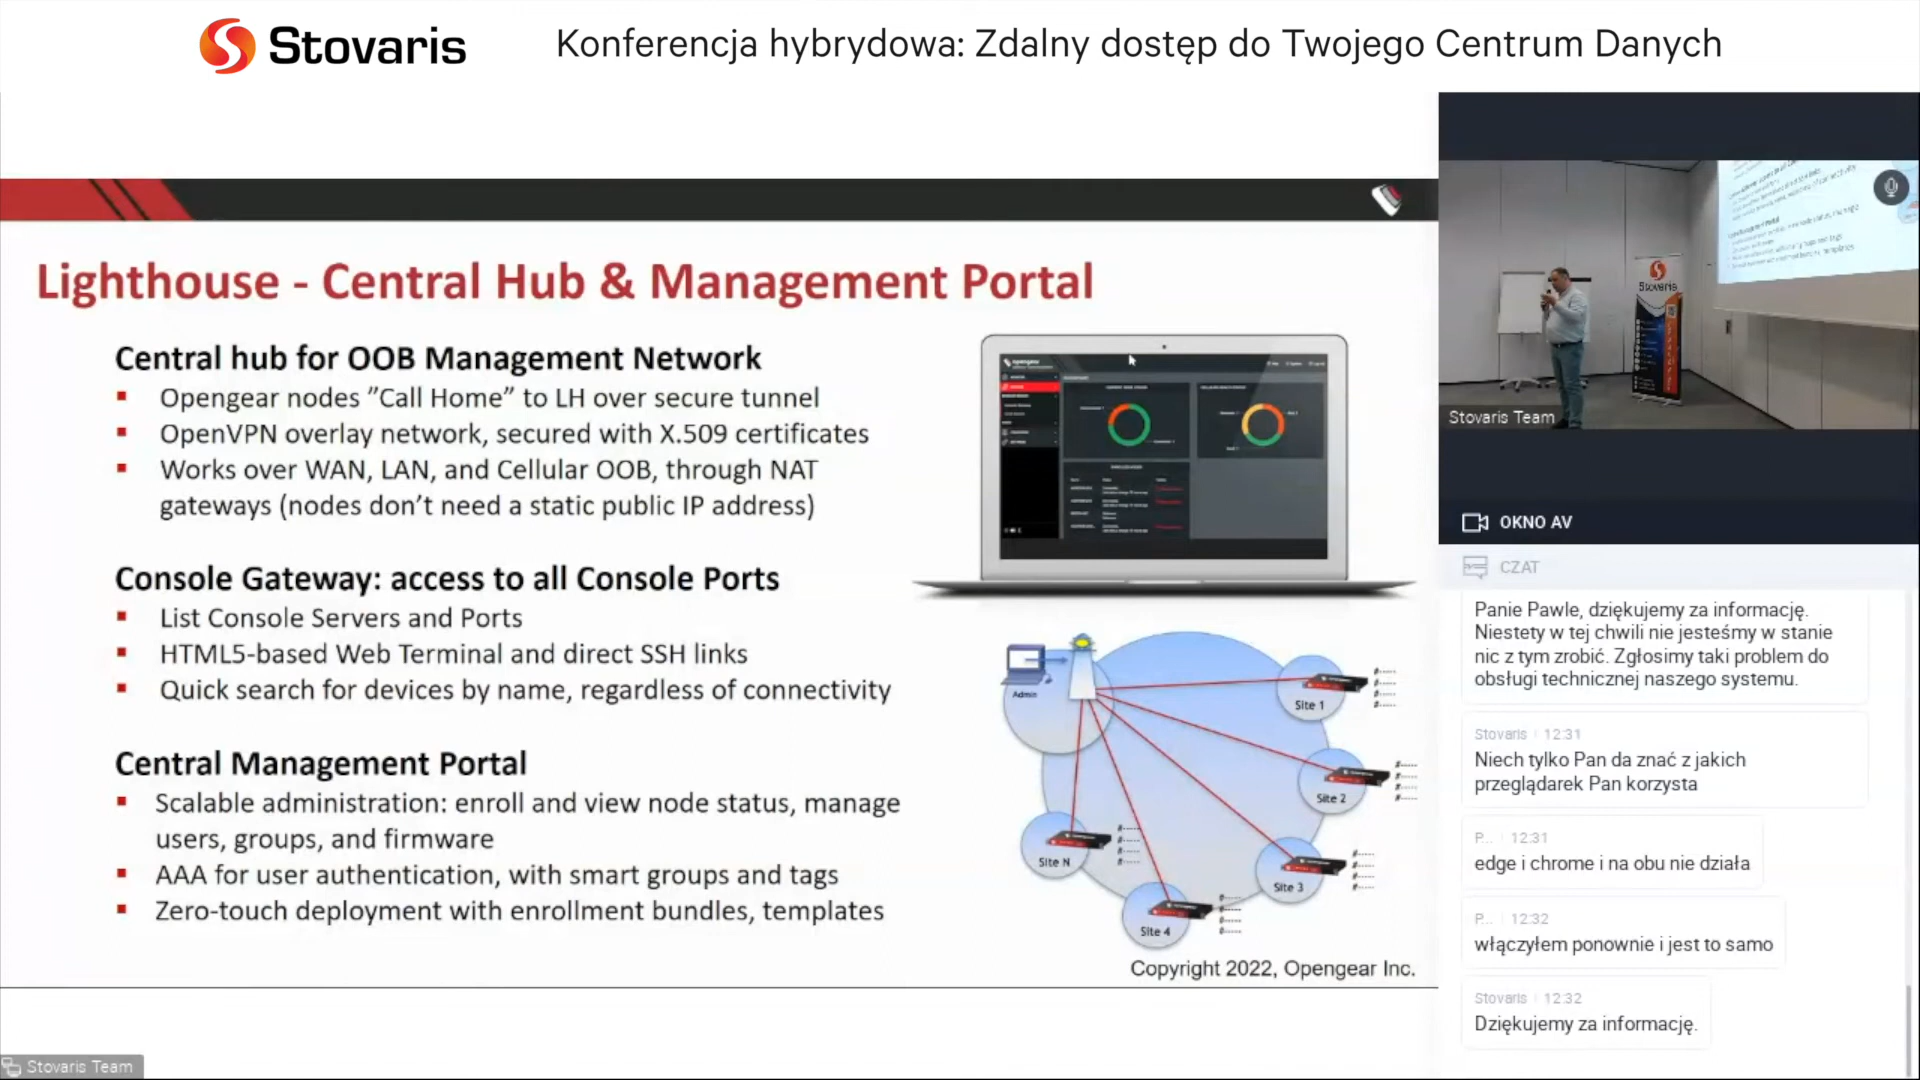 Stovaris
Konferencja hybrydowa: Zdalny dostęp do Twojego Centrum Danych
Lighthouse - Central Hub & Management Portal
Central hub for OOB Management Network
Opengear nodes ”Call Home” to LH over secure tunnel
OpenVPN overlay network, secured with X.509 certificates
Works over WAN, LAN, and Cellular OOB, through NAT
gateways (nodes don’t need a static public IP address)
Console Gateway: access to all Console Ports
List Console Servers and Ports
HTML5-based Web Terminal and direct SSH links
Quick search for devices by name, regardless of connectivity
Central Management Portal
Scalable administration: enroll and view node status, manage
users, groups, and firmware
AAA for user authentication, with smart groups and tags
Zero-touch deployment with enrollment bundles, templates
opengear
Admin
Site 1
Site 2
Site N
Site 3
Site 4
Copyright 2022, Opengear Inc.
Stovaris Team
Stovaris
Stovaris Team
OKNO AV
CZAT
Panie Pawle, dziękujemy za informację.
Niestety w tej chwili nie jesteśmy w stanie
nic z tym zrobić. Zgłosimy taki problem do
obsługi technicznej naszego systemu.
Stovaris 12:31
Niech tylko Pan da znać z jakich
przeglądarek Pan korzysta
P... 12:31
edge i chrome i na obu nie działa
P... 12:32
włączyłem ponownie i jest to samo
Stovaris 12:32
Dziękujemy za informację.